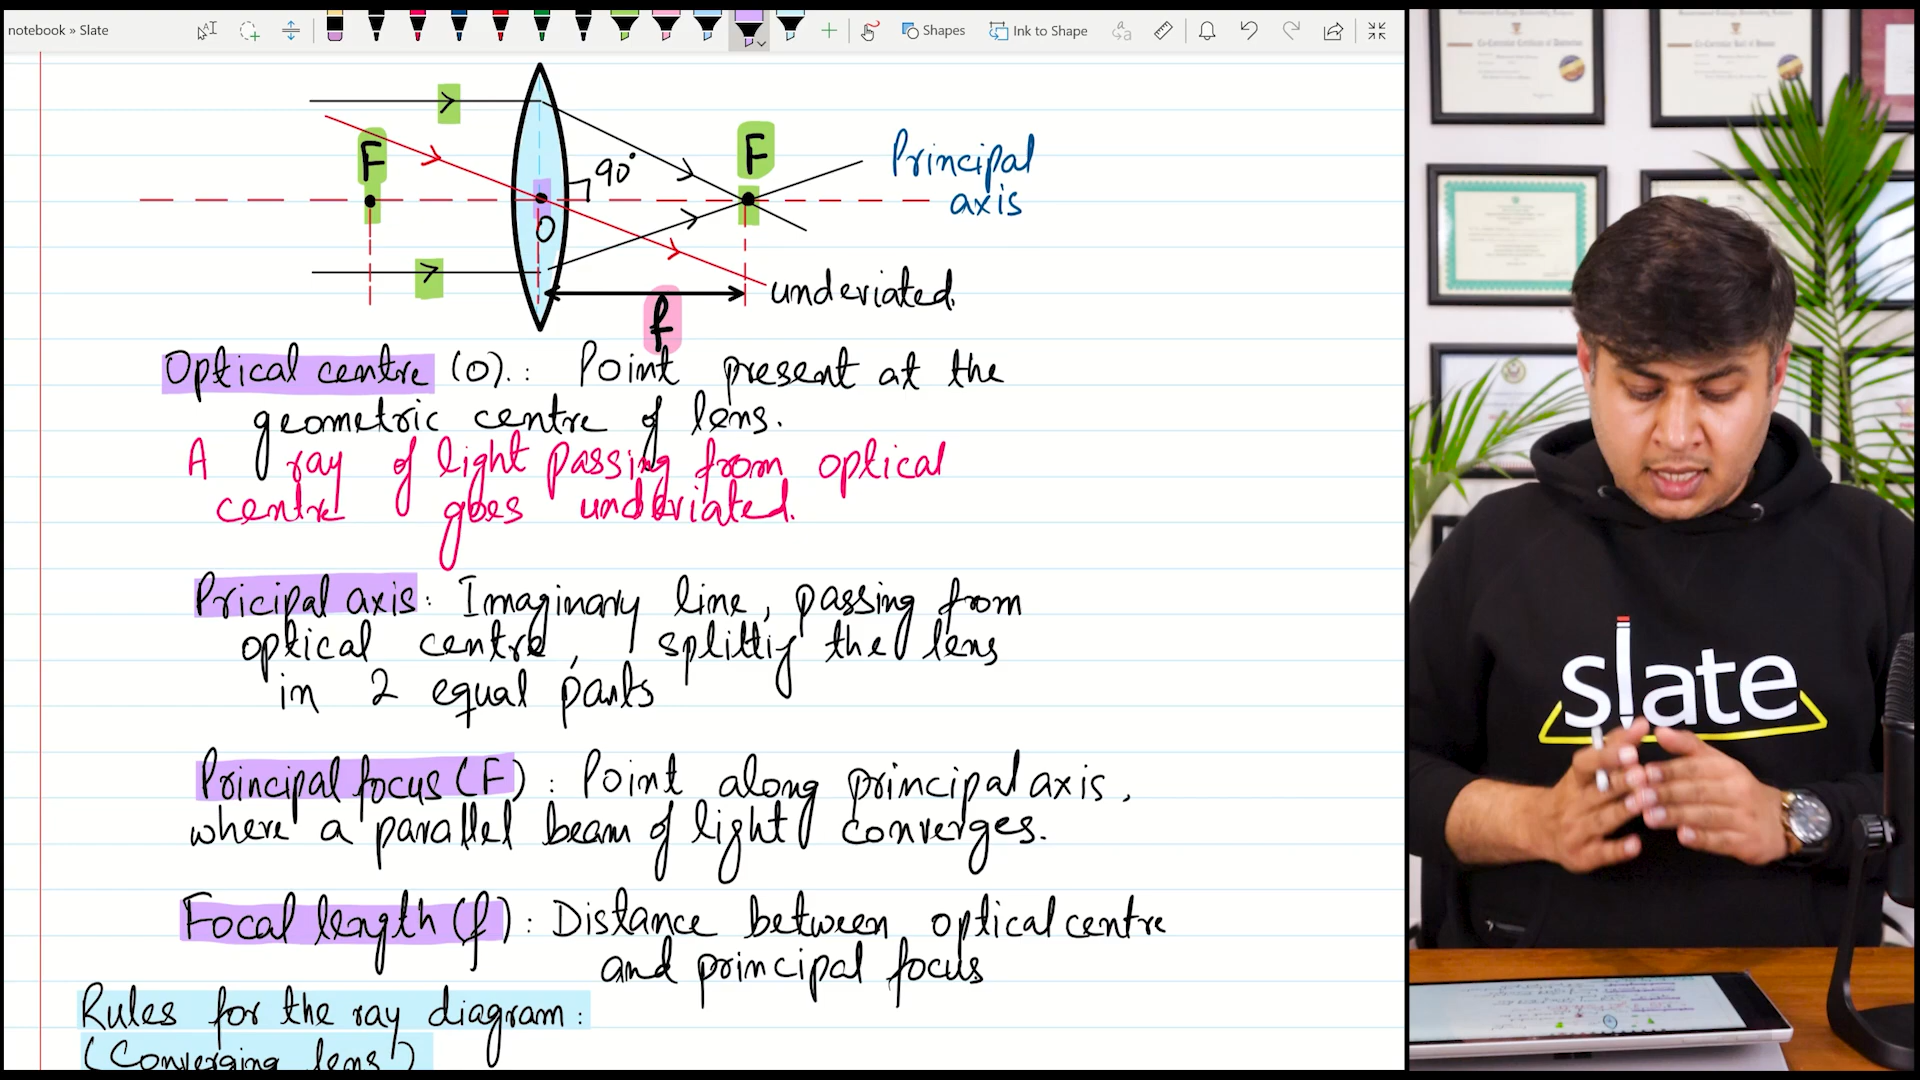 notebook » Slate
Shapes
Ink to Shape
F
F
90°
Principal
axis
O
undeviated.
f
Optical centre (O). : Point present at the
geometric centre of lens.
A ray of light passing from optical
centre goes undeviated.
Pricipal axis : Imaginary line, passing from
optical centre, splittig the lens
in 2 equal parts
Principal focus (F) : Point along principal axis,
where a parallel beam of light converges.
Focal length (f) : Distance between optical centre
and principal focus
Rules for the ray diagram :
(Converging lens)
slate